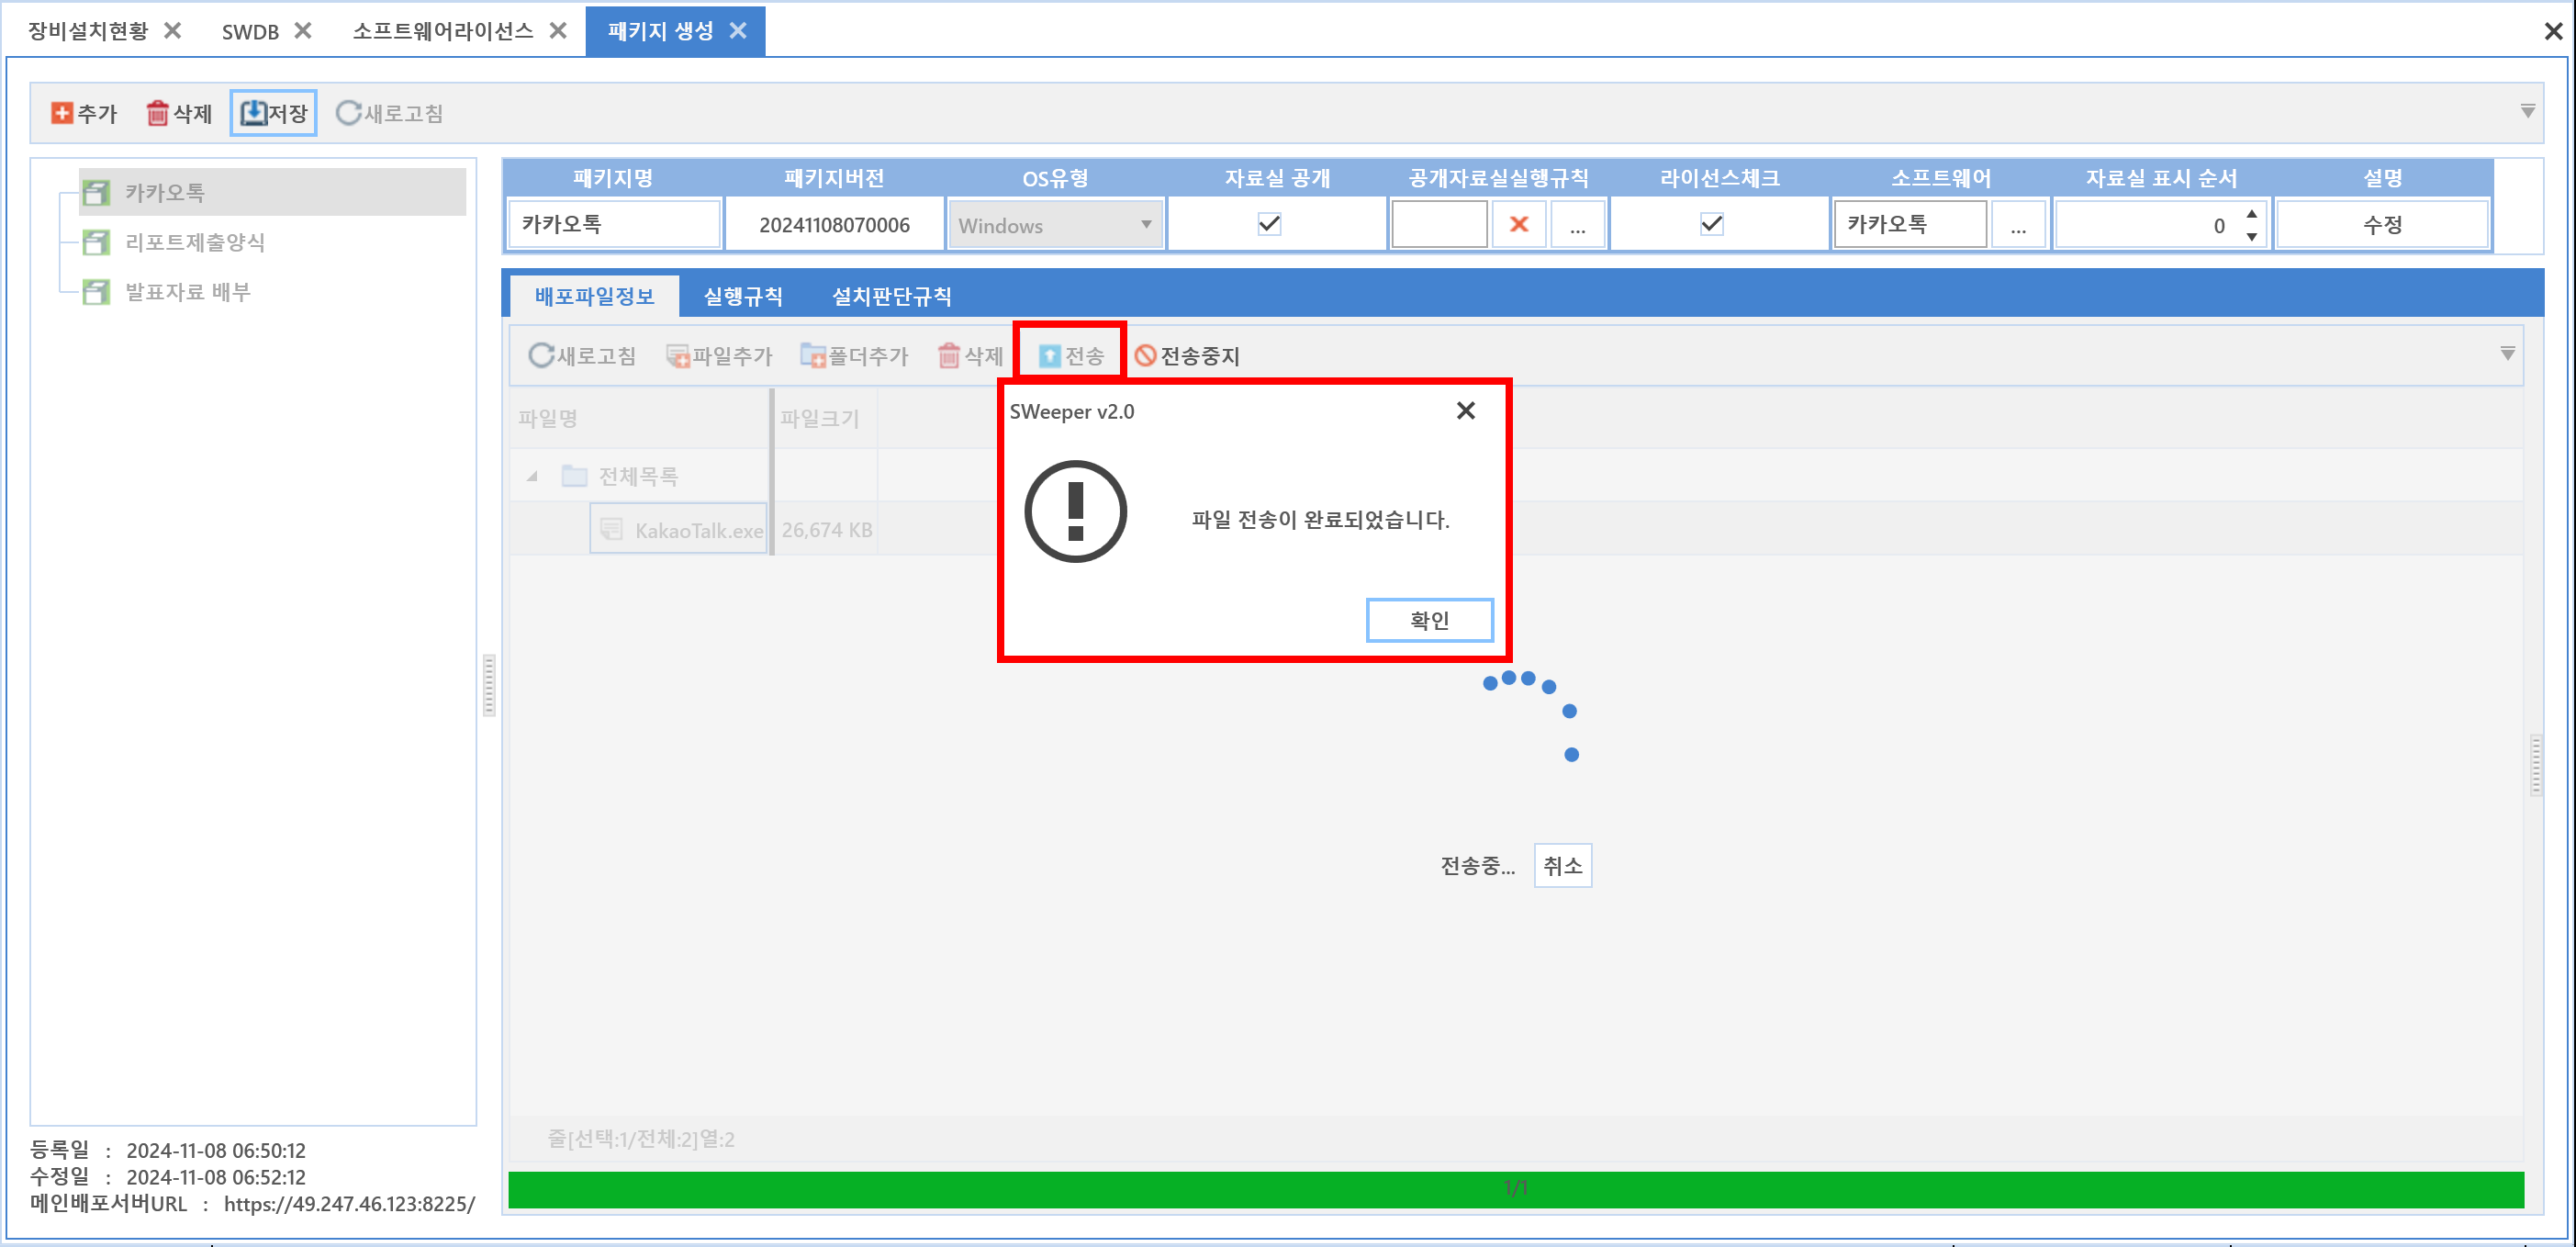 장비설치현황 SWDB 소프트웨어라이선스 패키지 생성
추가 삭제 저장 새로고침
카카오톡
리포트제출양식
발표자료 배부
패키지명 패키지버전 OS유형 자료실 공개 공개자료실실행규칙 라이선스체크 소프트웨어 자료실 표시 순서 설명
카카오톡 20241108070006 Windows ... 카카오톡 ... 0 수정
배포파일정보 실행규칙 설치판단규칙
새로고침 파일추가 폴더추가 삭제 전송 전송중지
파일명 파일크기
전체목록
KakaoTalk.exe 26,674 KB
SWeeper v2.0
파일 전송이 완료되었습니다.
확인
전송중... 취소
줄[선택:1/전체:2]열:2
1/1
등록일 : 2024-11-08 06:50:12
수정일 : 2024-11-08 06:52:12
메인배포서버URL : https://49.247.46.123:8225/